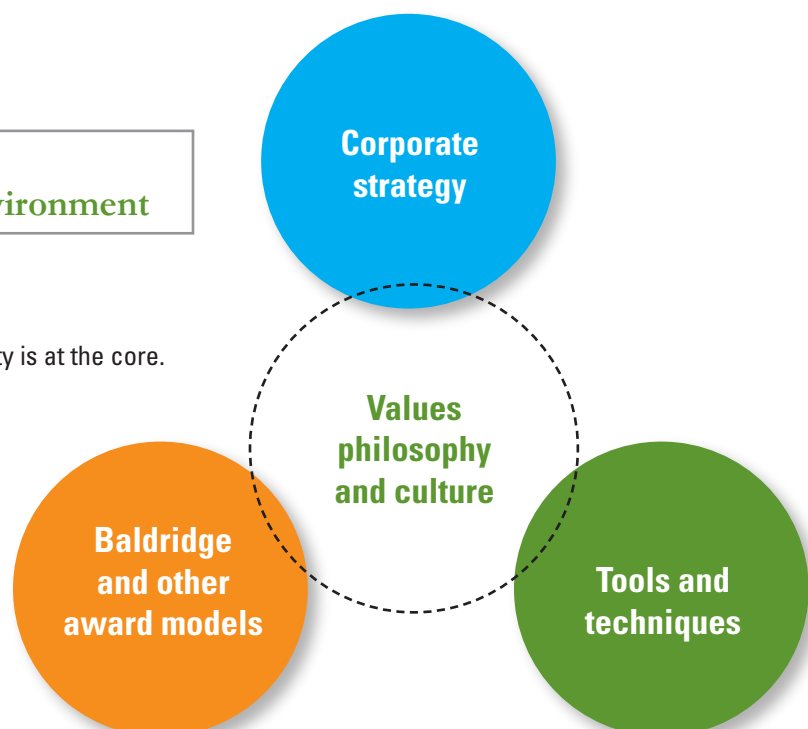 Corporate
strategy
vironment
ty is at the core.
Values
philosophy
and culture
Baldridge
and other
award models
Tools and
techniques